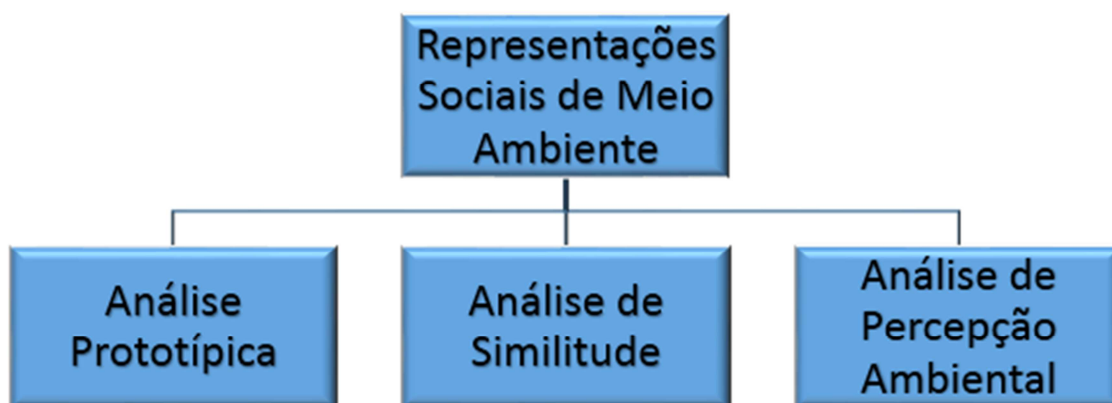 Representações
Sociais de Meio
Ambiente
Análise
Prototípica
Análise de
Similitude
Análise de
Percepção
Ambiental